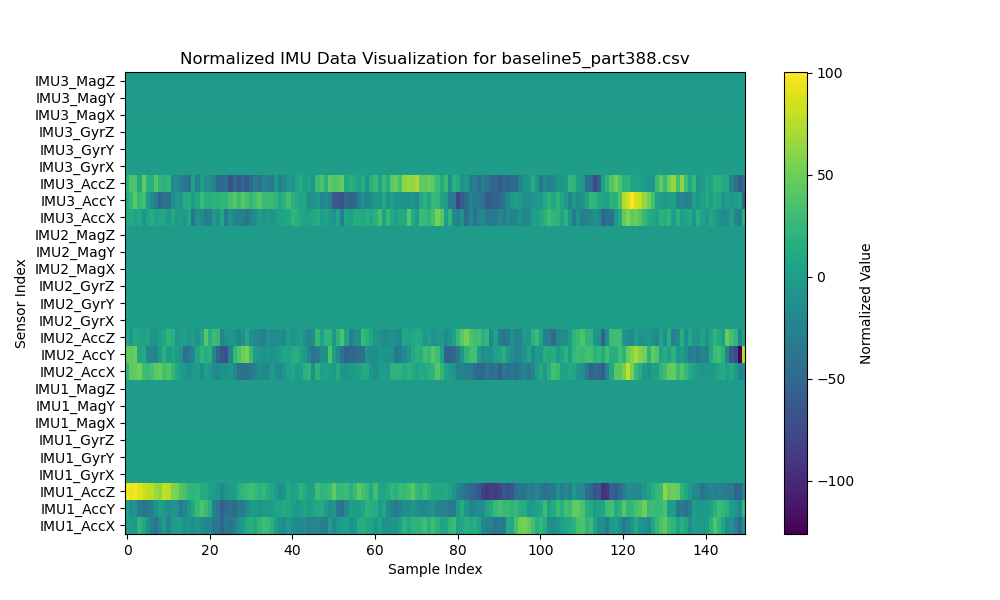 Normalized IMU Data Visualization for baseline5_part388.csv
IMU3_MagZ
IMU3_MagY
IMU3_MagX
IMU3_GyrZ
IMU3_GyrY
IMU3_GyrX
IMU3_AccZ
IMU3_AccY
IMU3_AccX
IMU2_MagZ
IMU2_MagY
IMU2_MagX
IMU2_GyrZ
IMU2_GyrY
IMU2_GyrX
IMU2_AccZ
IMU2_AccY
IMU2_AccX
IMU1_MagZ
IMU1_MagY
IMU1_MagX
IMU1_GyrZ
IMU1_GyrY
IMU1_GyrX
IMU1_AccZ
IMU1_AccY
IMU1_AccX
Sensor Index
0 20 40 60 80 100 120 140
Sample Index
100
50
0
−50
−100
Normalized Value